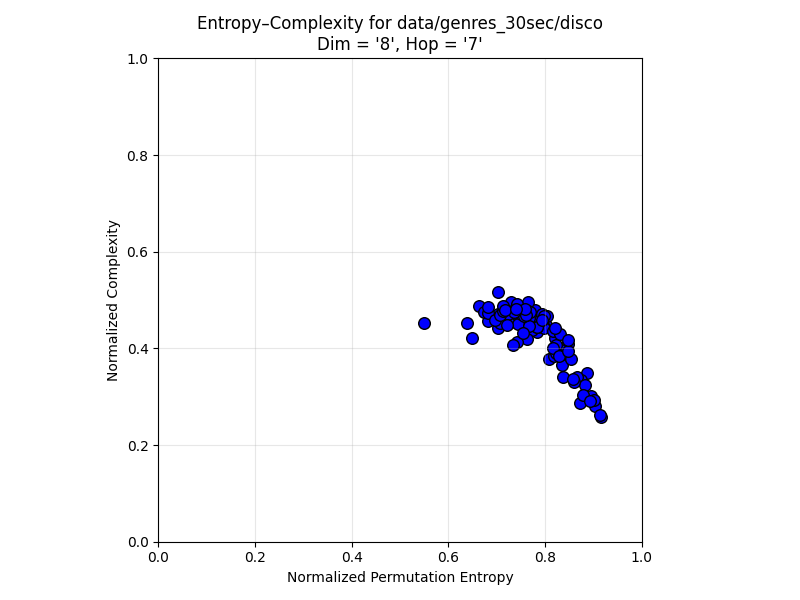 Entropy–Complexity for data/genres_30sec/disco
Dim = '8', Hop = '7'
1.0
0.8
0.6
0.4
0.2
0.0
Normalized Complexity
0.0 0.2 0.4 0.6 0.8 1.0
Normalized Permutation Entropy